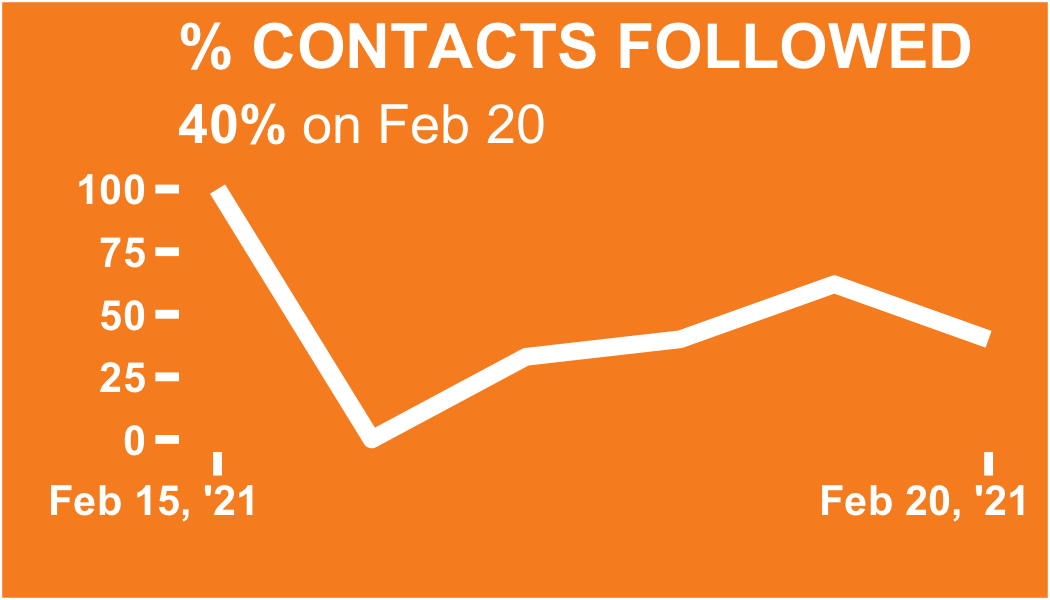 % CONTACTS FOLLOWED
40% on Feb 20
100
75
50
25
0
Feb 15, '21
Feb 20, '21